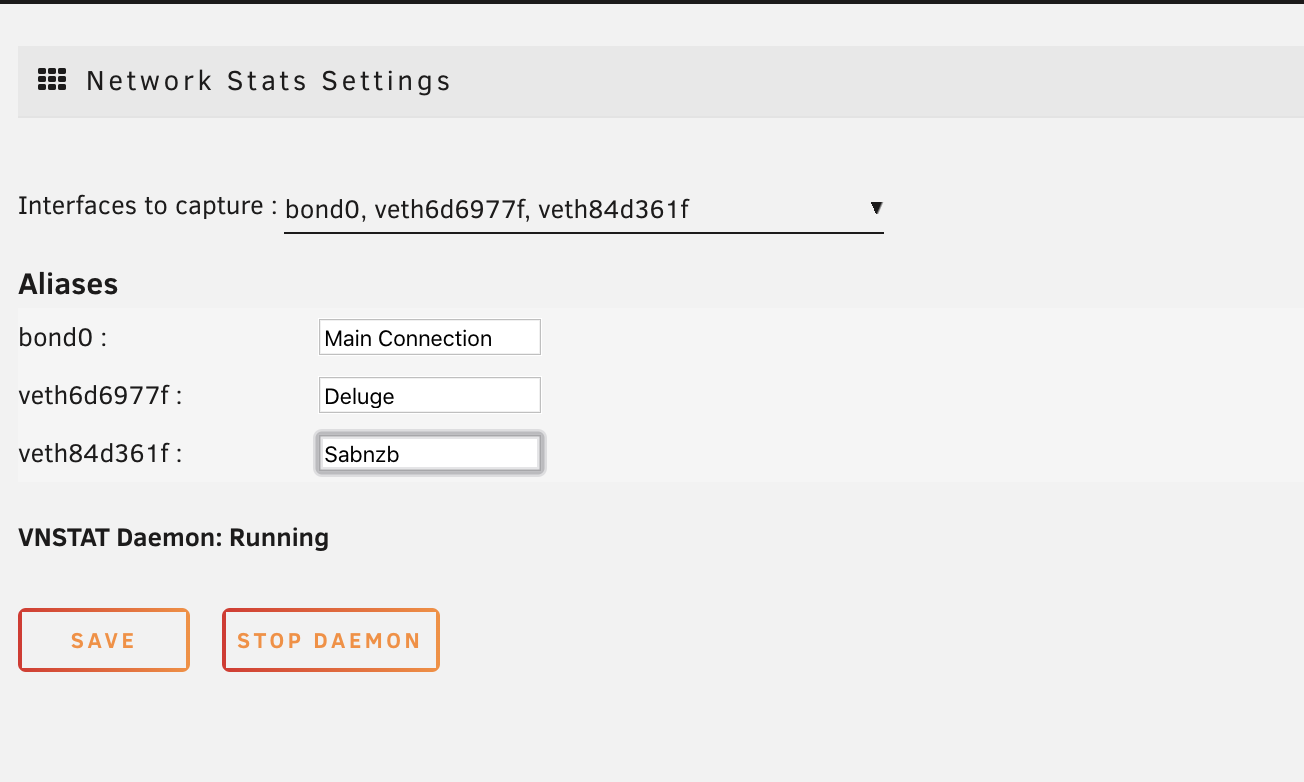 Network Stats Settings
Interfaces to capture : bond0, veth6d6977f, veth84d361f
Aliases
bond0 : Main Connection
veth6d6977f : Deluge
veth84d361f : Sabnzb
VNSTAT Daemon: Running
SAVE STOP DAEMON